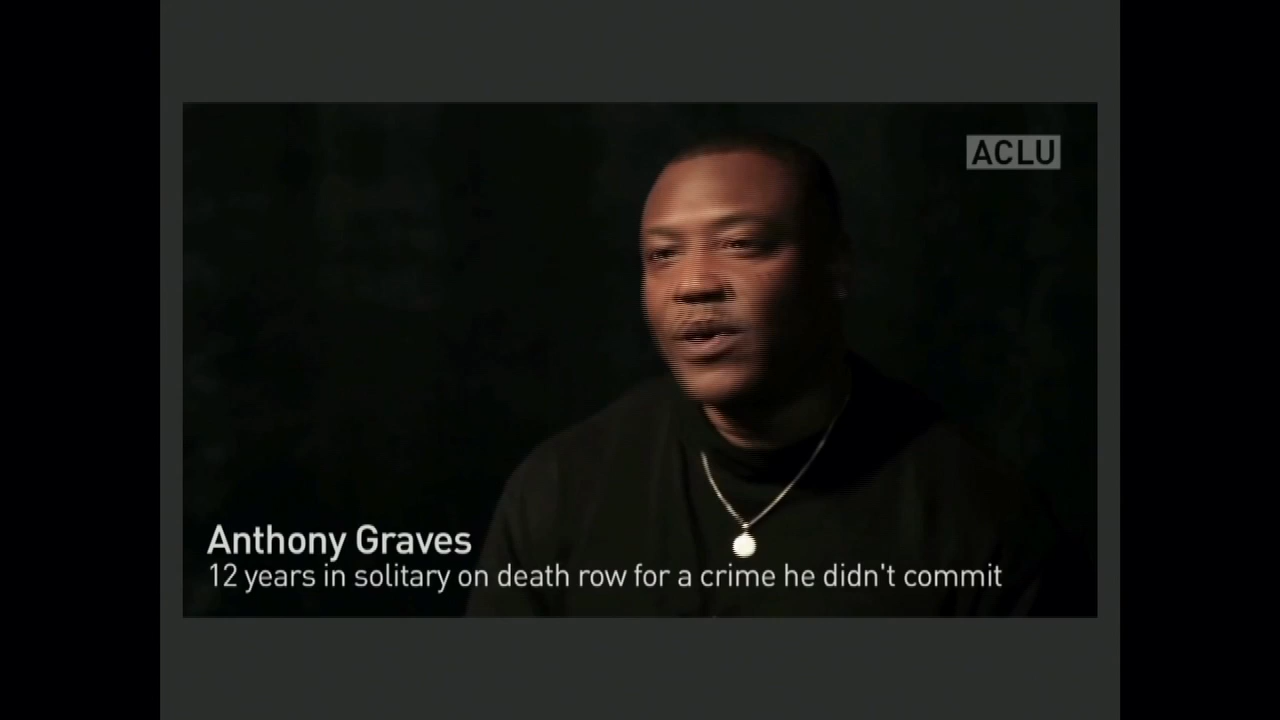 ACLU
Anthony Graves
12 years in solitary on death row for a crime he didn't commit